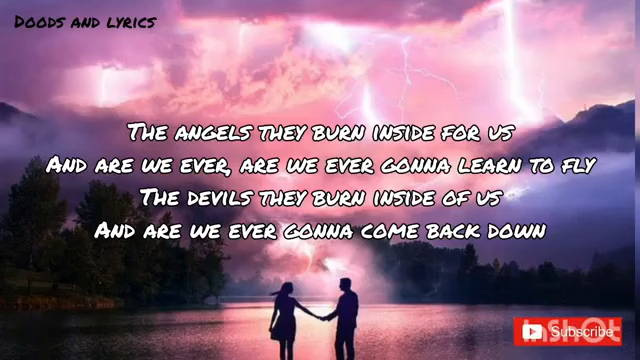 Doods and lyrics
The angels they burn inside for us
And are we ever, are we ever gonna learn to fly
The devils they burn inside of us
And are we ever gonna come back down
InShOt
Subscribe